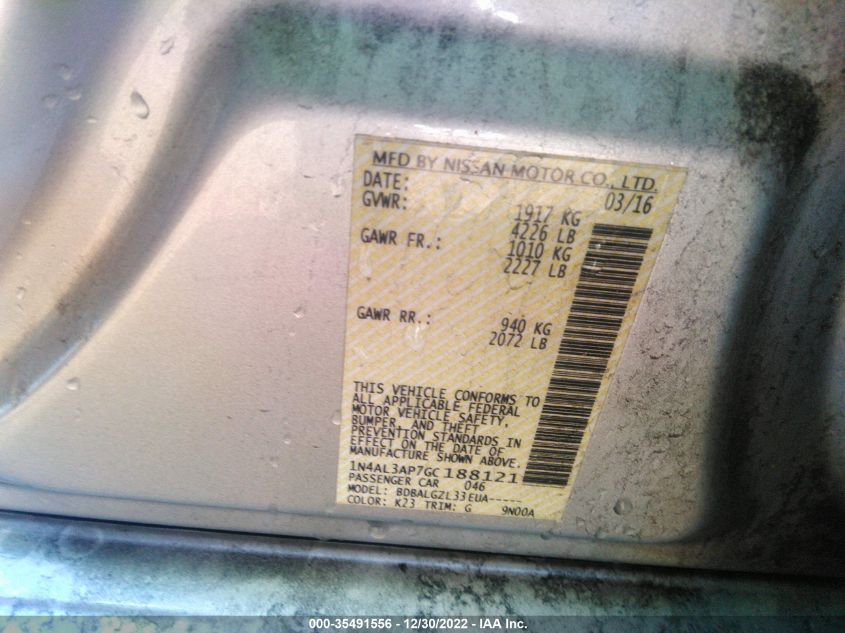 MFD BY NISSAN MOTOR CO., LTD.
DATE: 03/16
GVWR: 1917 KG
4226 LB
GAWR FR.: 1010 KG
2227 LB
GAWR RR.: 940 KG
2072 LB
THIS VEHICLE CONFORMS TO
ALL APPLICABLE FEDERAL
MOTOR VEHICLE SAFETY,
BUMPER, AND THEFT
PREVENTION STANDARDS IN
EFFECT ON THE DATE OF
MANUFACTURE SHOWN ABOVE.
1N4AL3AP7GC188121
PASSENGER CAR 046
MODEL: BDBALGZL33EUA-----
COLOR: K23 TRIM: G 9N00A
000-35491556 - 12/30/2022 - IAA Inc.